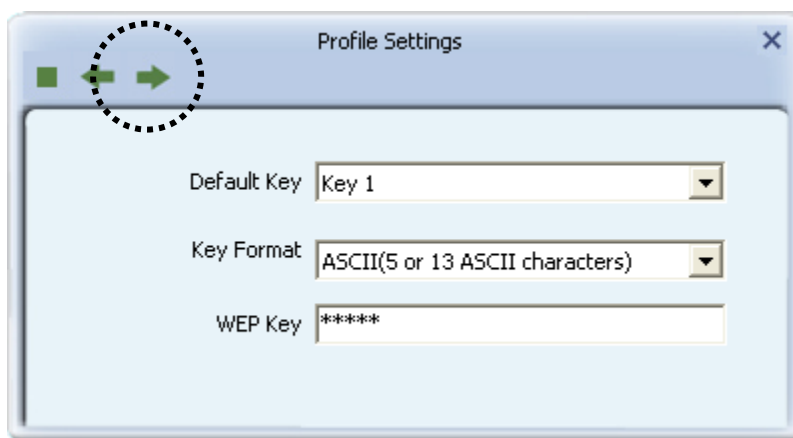 Profile Settings
Default Key Key 1
Key Format ASCII(5 or 13 ASCII characters)
WEP Key *****